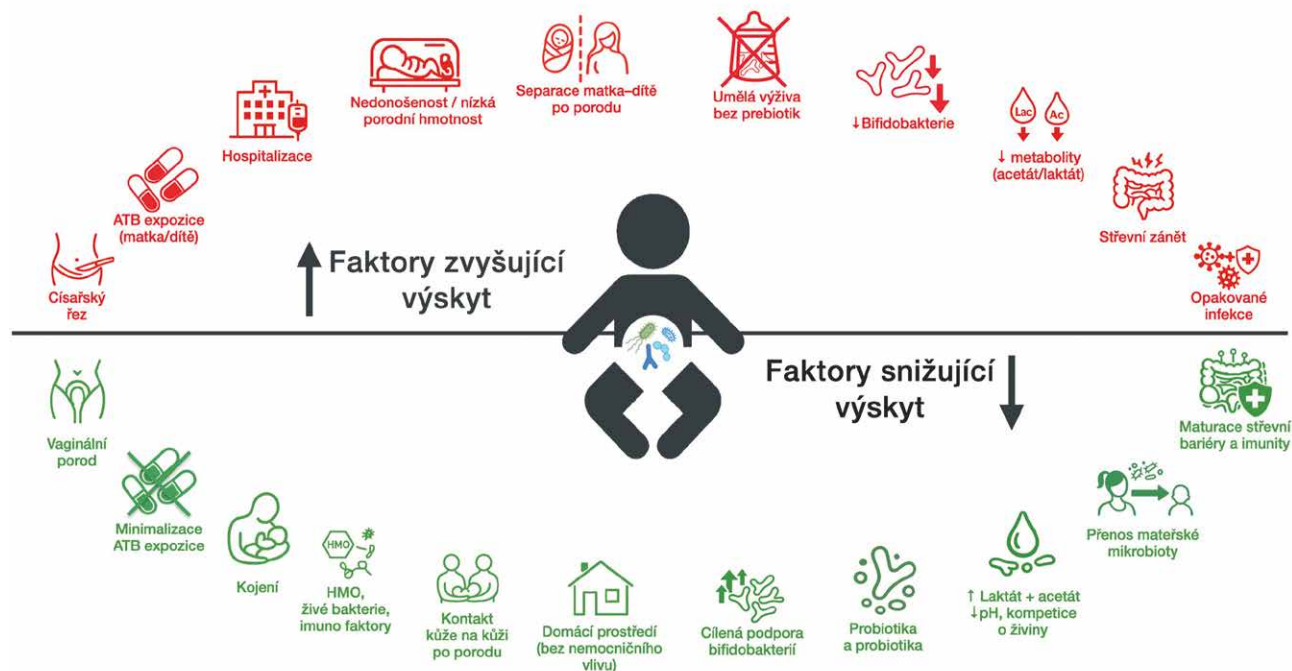 Císařský
řez
ATB expozice
(matka/dítě)
Hospitalizace
Nedonošenost / nízká
porodní hmotnost
Separace matka–dítě
po porodu
Umělá výživa
bez prebiotik
↓Bifidobakterie
Lac
Ac
↓ metabolity
(acetát/laktát)
Střevní zánět
Opakované
infekce
Faktory zvyšující
výskyt
Faktory snižující
výskyt
Vaginální
porod
Minimalizace
ATB expozice
Kojení
HMO
HMO,
živé bakterie,
imuno faktory
Kontakt
kůže na kůži
po porodu
Domácí prostředí
(bez nemocničního
vlivu)
Cílená podpora
bifidobakterií
Probiotika
a probiotika
↑ Laktát + acetát
↓pH, kompetice
o živiny
Přenos mateřské
mikrobioty
Maturace střevní
bariéry a imunity